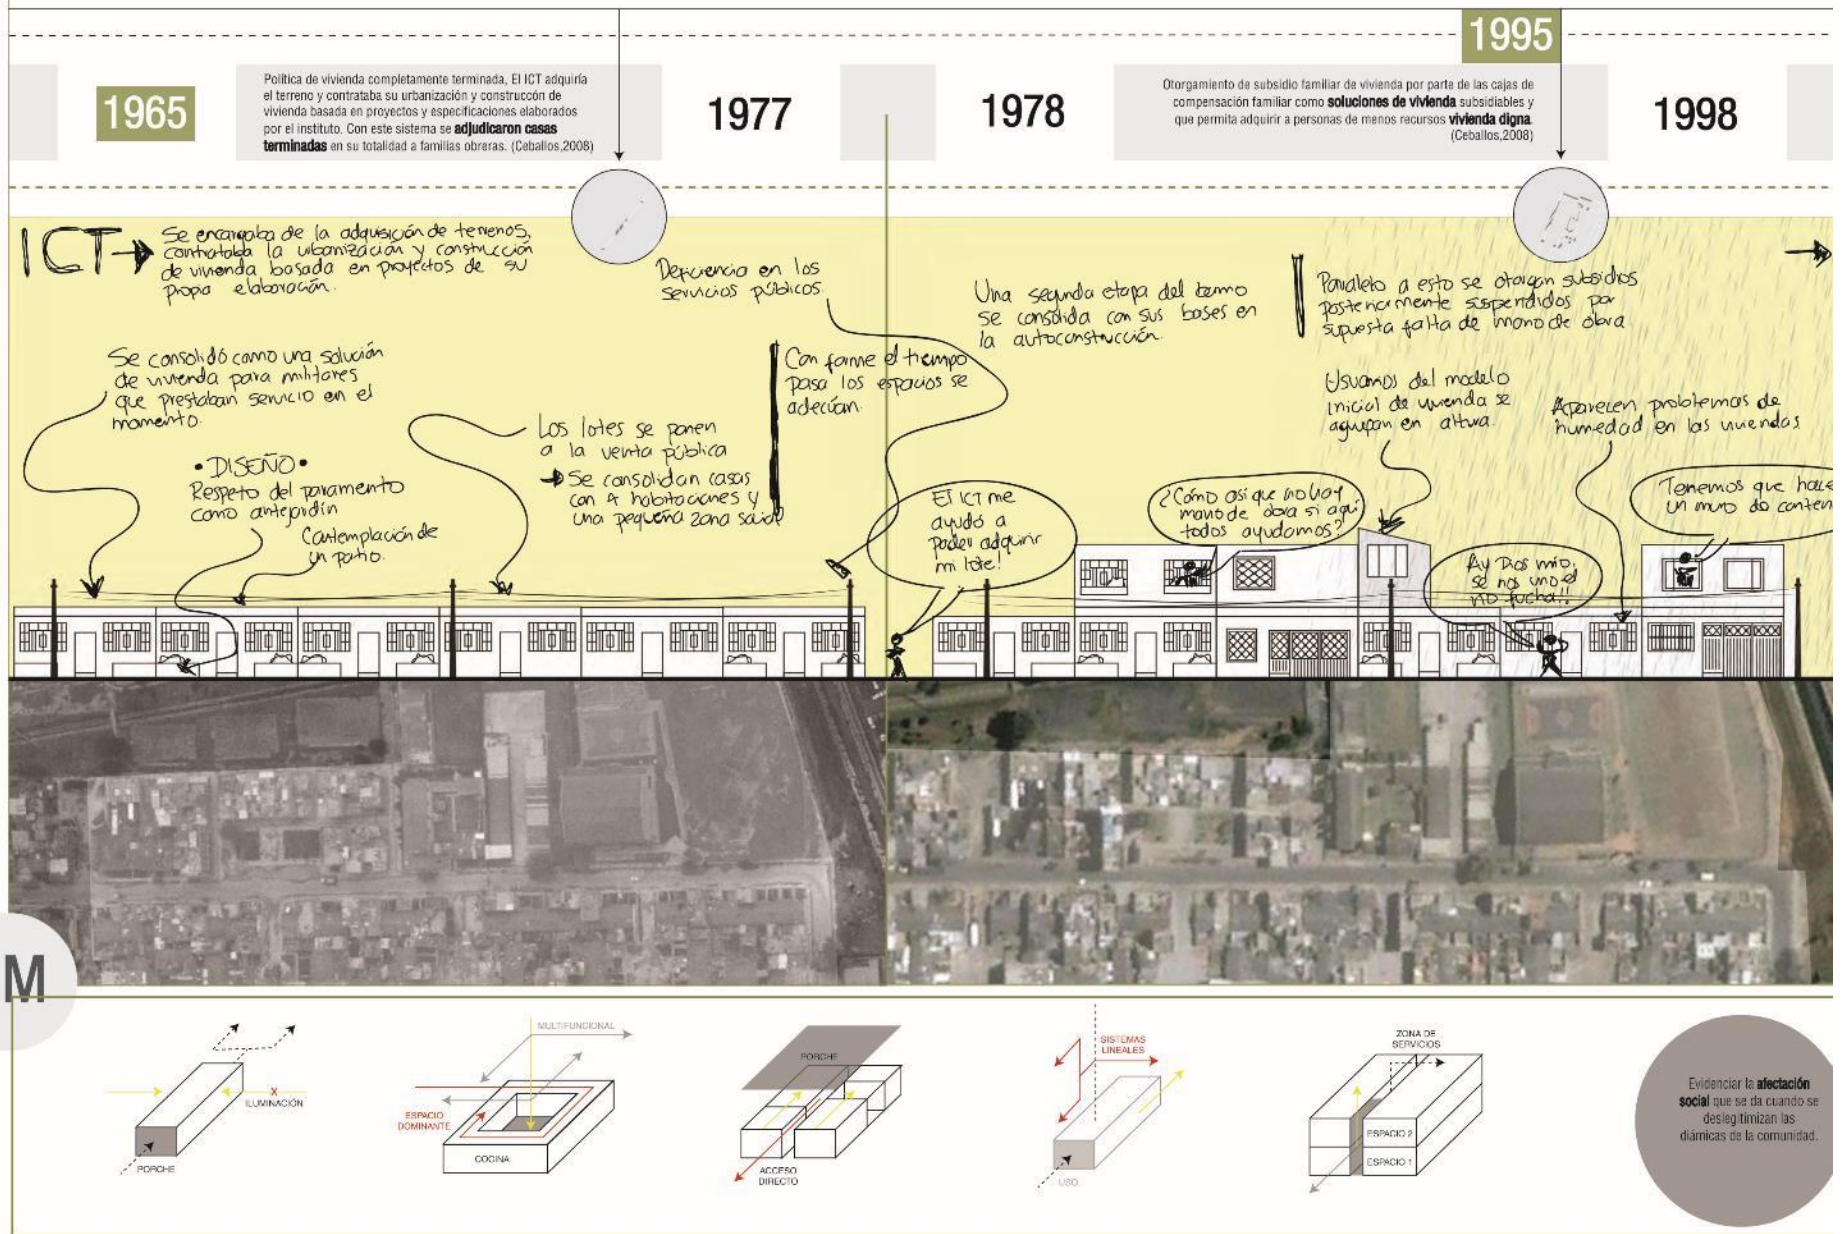 1995
1965
Política de vivienda completamente terminada, El ICT adquiría
el terreno y contrataba su urbanización y construccón de
vivienda basada en proyectos y especificaciones elaborados
por el instituto. Con este sistema se adjudicaron casas
terminadas en su totalidad a familias obreras. (Ceballos,2008)
1977
1978
Otorgamiento de subsidio familiar de vivienda por parte de las cajas de
compensación familiar como soluciones de vivienda subsidiables y
que permita adquirir a personas de menos recursos vivienda digna.
(Ceballos,2008)
1998
ICT
Se encargaba de la adquisición de terrenos,
contrataba la urbanización y construcción
de vivienda basada en proyectos de su
propia elaboración.
Deficiencia en los
servicios públicos.
Una segunda etapa del barrio
se consolida con sus bases en
la autoconstrucción.
Paralelo a esto se otorgan subsidios
posteriormente suspendidos por
supuesta falta de mano de obra
Se consolidó como una solución
de vivienda para militares
que prestaban servicio en el
momento.
Con forme el tiempo
pasa los espacios se
adecúan.
Los lotes se ponen
a la venta pública
Se consolidan casas
con 4 habitaciones y
una pequeña zona social
Usuarios del modelo
inicial de vivienda se
agrupan en altura.
Aparecen problemas de
humedad en las viviendas
• DISEÑO •
Respeto del paramento
como antejardín
Contemplación de
un patio.
El ICT me
ayudó a
poder adquirir
mi lote!
¿Cómo así que no hay
mano de obra si aquí
todos ayudamos?
Ay Dios mío,
se nos vino el
río fucha!!
Tenemos que hace
un muro de conten
M
ILUMINACIÓN
X
PORCHE
MULTIFUNCIONAL
ESPACIO
DOMINANTE
COCINA
PORCHE
ACCESO
DIRECTO
SISTEMAS
LINEALES
USO
ZONA DE
SERVICIOS
ESPACIO 2
ESPACIO 1
Evidenciar la afectación
social que se da cuando se
deslegitimizan las
diámicas de la comunidad.